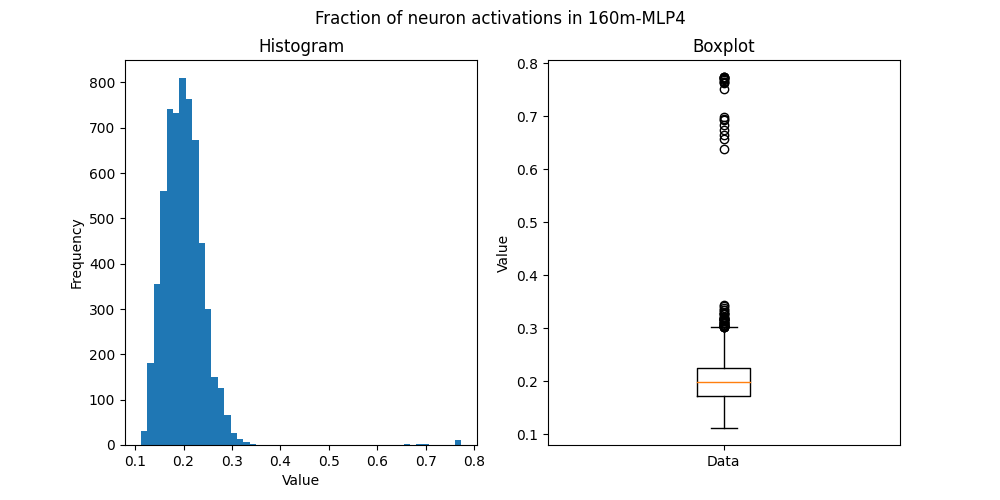 Fraction of neuron activations in 160m-MLP4
Histogram
Frequency
800
700
600
500
400
300
200
100
0
0.1 0.2 0.3 0.4 0.5 0.6 0.7 0.8
Value
Boxplot
Value
0.8
0.7
0.6
0.5
0.4
0.3
0.2
0.1
Data